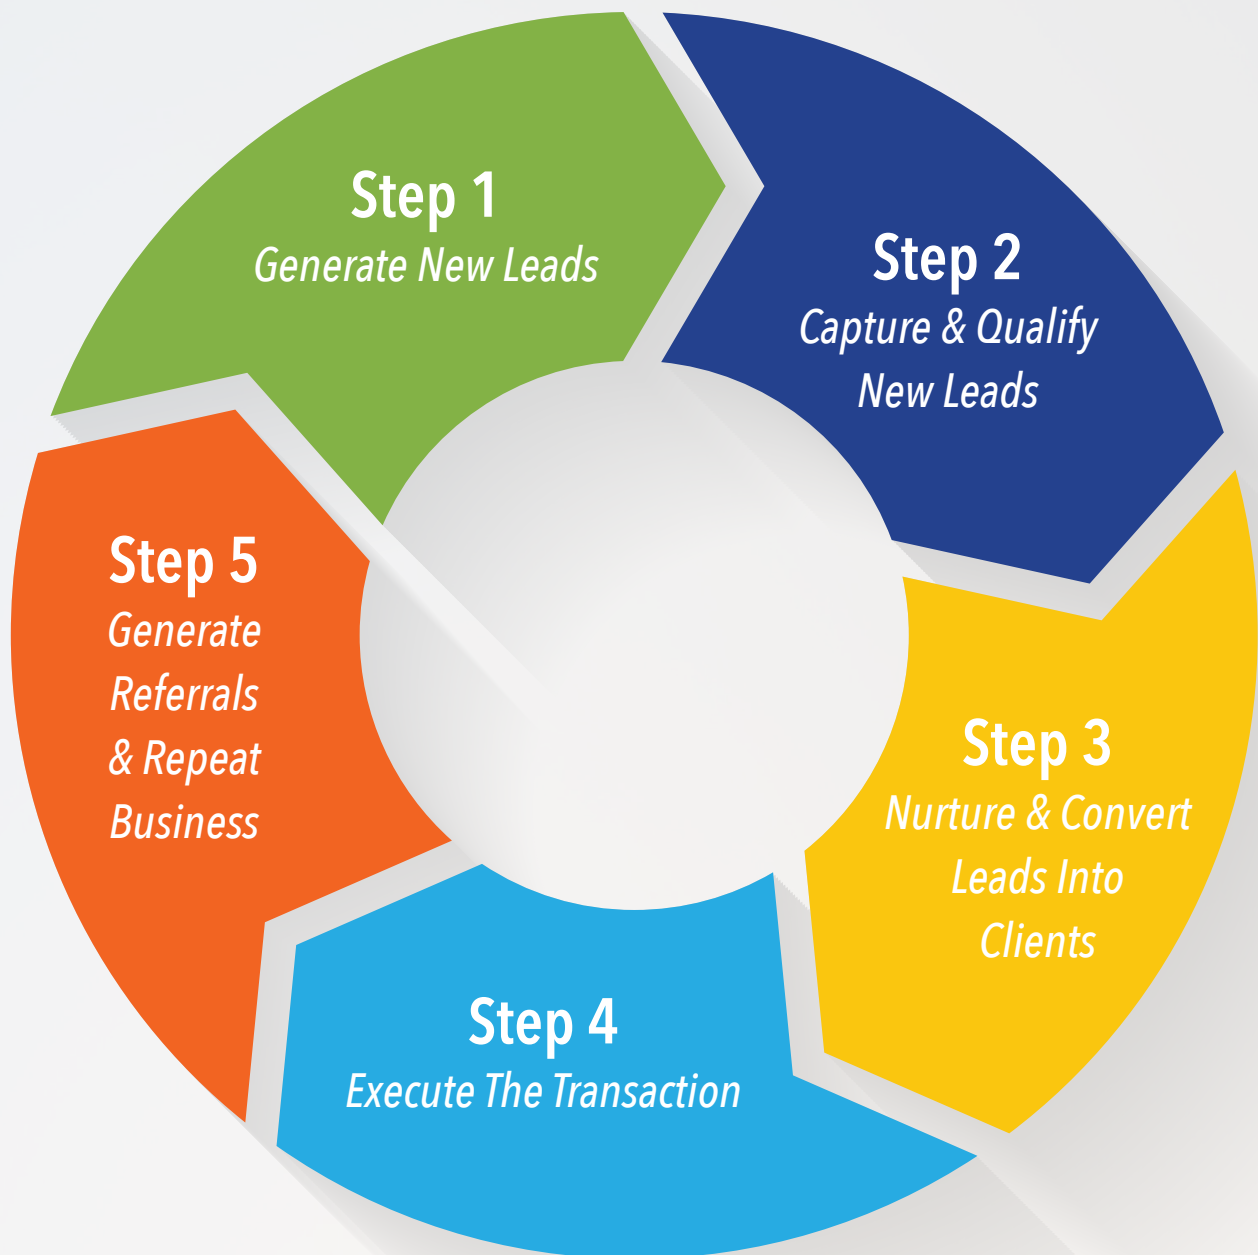 Step 1
Generate New Leads
Step 2
Capture & Qualify
New Leads
Step 3
Nurture & Convert
Leads Into
Clients
Step 4
Execute The Transaction
Step 5
Generate
Referrals
& Repeat
Business